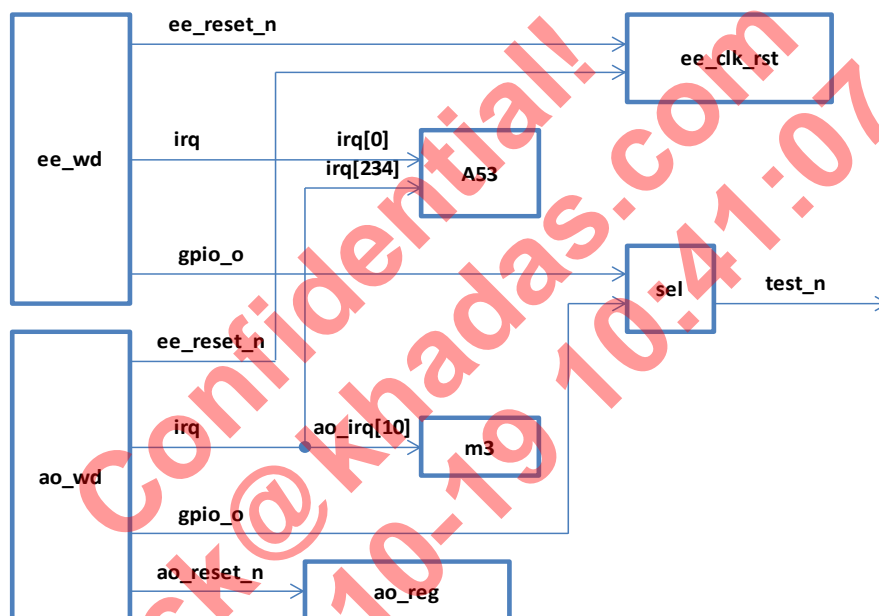 ee_reset_n
ee_clk_rst
irq
irq[0]
irq[234]
A53
ee_wd
gpio_o
sel
test_n
ee_reset_n
irq
ao_irq[10]
m3
ao_wd
gpio_o
ao_reset_n
ao_reg
Confidential!
ck@khadas.com
10-19 10:41:07